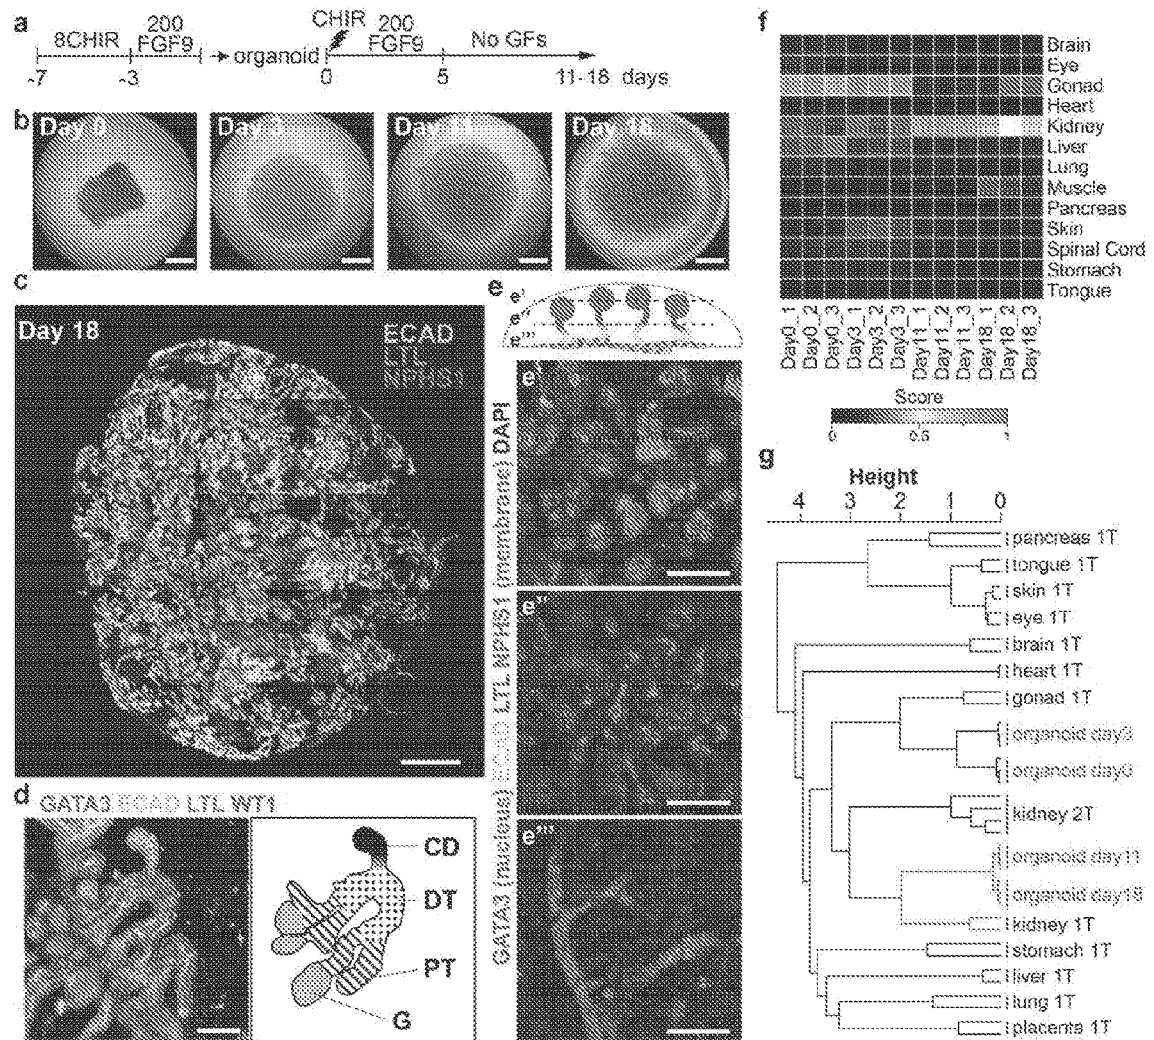 a
8CHIR
200
FGF9
organoid
CHIR
200
FGF9
No GFs
-7
-3
0
5
11-18 days
b
Day 0
Day 3
Day 11
Day 18
c
Day 18
ECAD
LTL
NPHS1
d
GATA3 ECAD LTL WT1
CD
DT
PT
G
e
e'
e''
e'''
GATA3 (nucleus) ECAD LTL NPHS1 (membrane) DAPI
e'
e''
e'''
f
Brain
Eye
Gonad
Heart
Kidney
Liver
Lung
Muscle
Pancreas
Skin
Spinal Cord
Stomach
Tongue
Day0_1
Day0_2
Day0_3
Day3_1
Day3_2
Day3_3
Day11_1
Day11_2
Day11_3
Day18_1
Day18_2
Day18_3
Score
0
0.5
1
g
Height
4 3 2 1 0
pancreas 1T
tongue 1T
skin 1T
eye 1T
brain 1T
heart 1T
gonad 1T
organoid day3
organoid day0
kidney 2T
organoid day11
organoid day18
kidney 1T
stomach 1T
liver 1T
lung 1T
placenta 1T